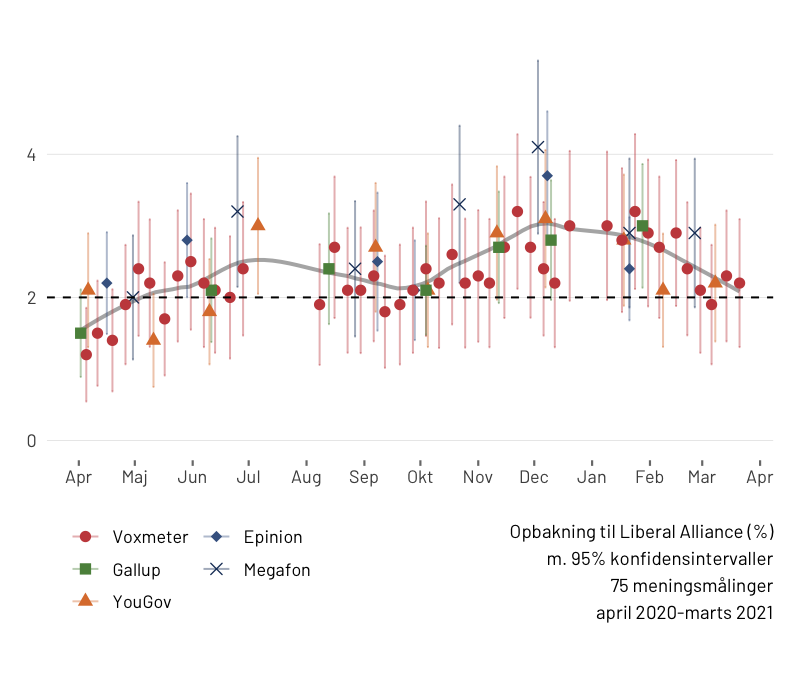 4
2
0
Apr Maj Jun Jul Aug Sep Okt Nov Dec Jan Feb Mar Apr
Voxmeter
Epinion
Gallup
Megafon
YouGov
Opbakning til Liberal Alliance (%)
m. 95% konfidensintervaller
75 meningsmålinger
april 2020-marts 2021